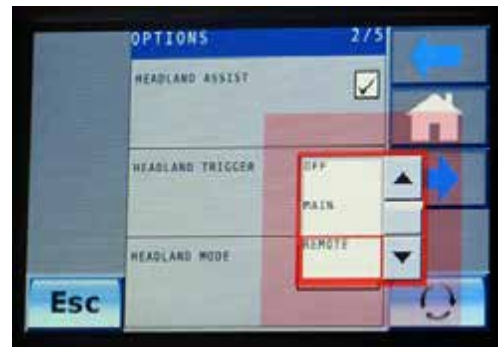 OPTIONS 2/5
HEADLAND ASSIST
HEADLAND TRIGGER
OFF
MAIN
REMOTE
HEADLAND MODE
Esc